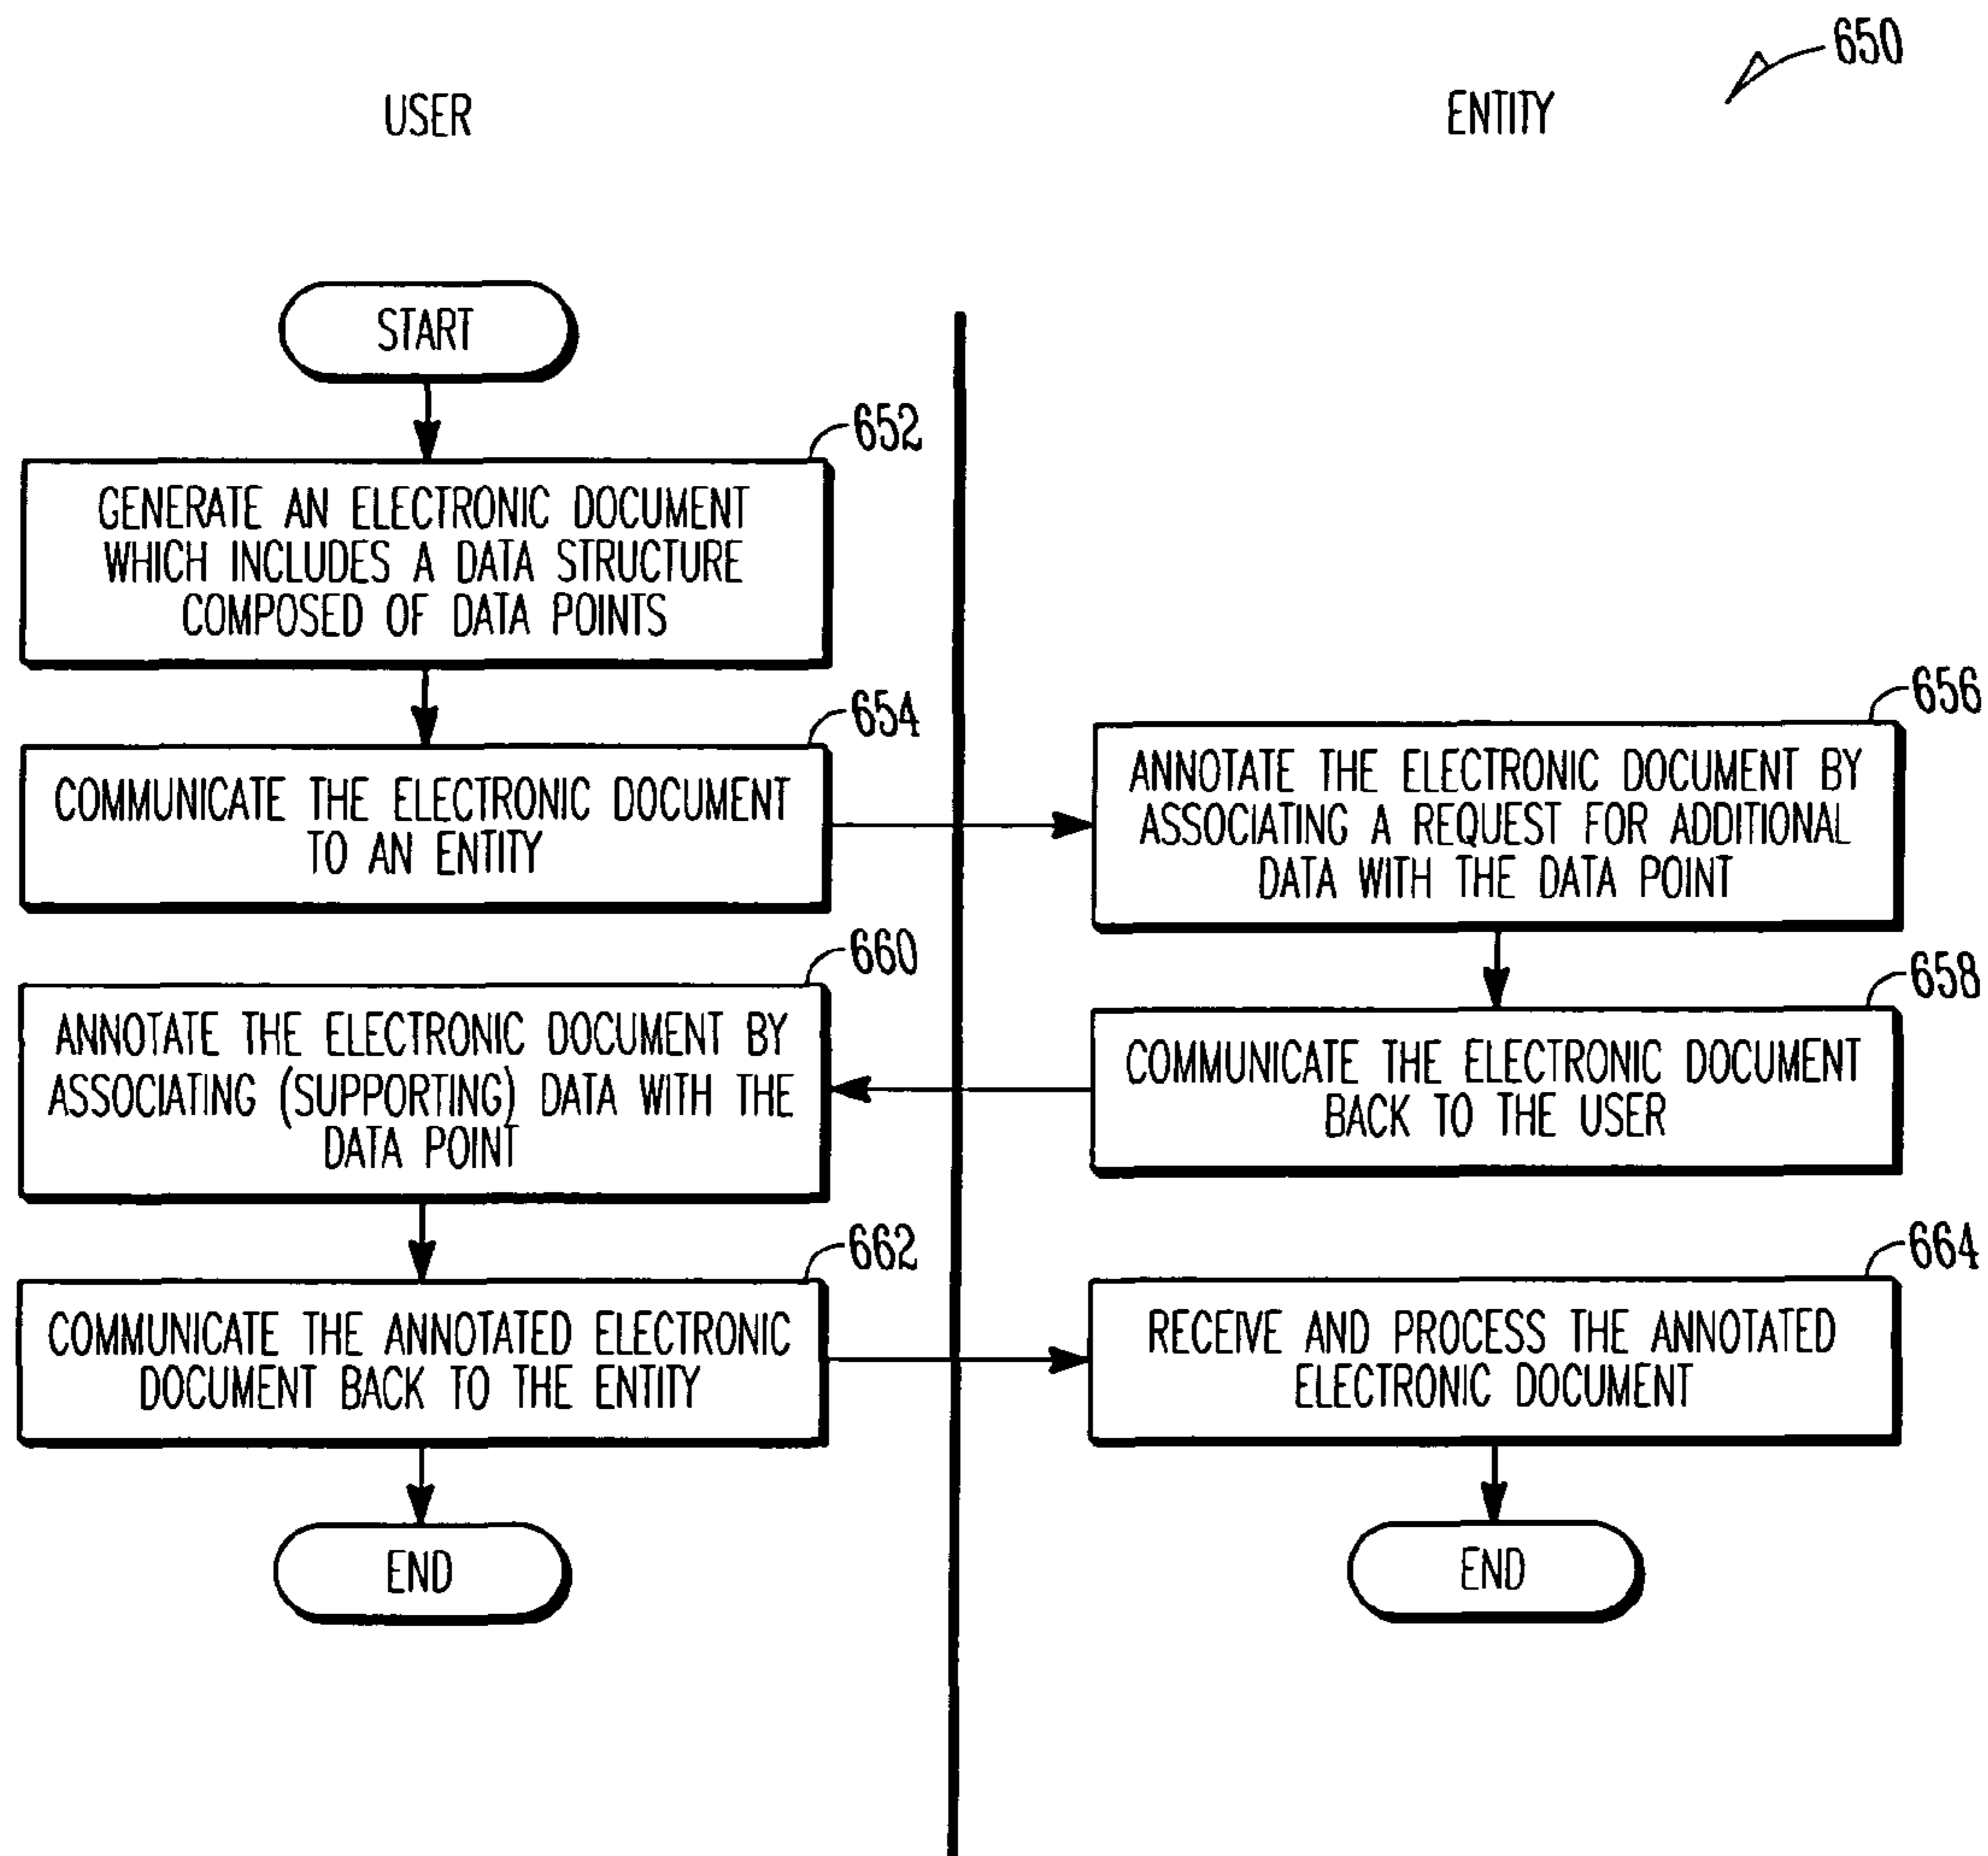 650
USER
ENTITY
START
652
GENERATE AN ELECTRONIC DOCUMENT
WHICH INCLUDES A DATA STRUCTURE
COMPOSED OF DATA POINTS
654
COMMUNICATE THE ELECTRONIC DOCUMENT
TO AN ENTITY
656
ANNOTATE THE ELECTRONIC DOCUMENT BY
ASSOCIATING A REQUEST FOR ADDITIONAL
DATA WITH THE DATA POINT
658
COMMUNICATE THE ELECTRONIC DOCUMENT
BACK TO THE USER
660
ANNOTATE THE ELECTRONIC DOCUMENT BY
ASSOCIATING (SUPPORTING) DATA WITH THE
DATA POINT
662
COMMUNICATE THE ANNOTATED ELECTRONIC
DOCUMENT BACK TO THE ENTITY
664
RECEIVE AND PROCESS THE ANNOTATED
ELECTRONIC DOCUMENT
END
END